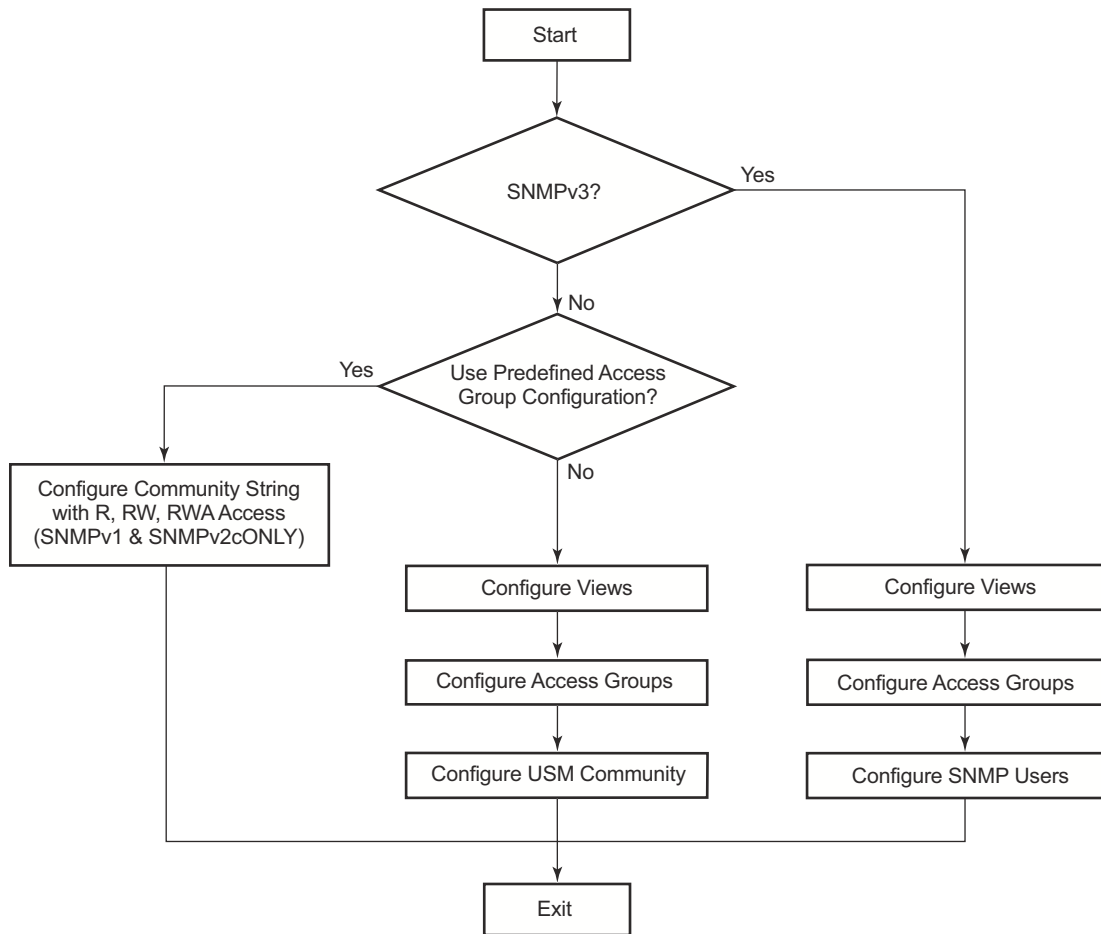 Start
SNMPv3?
Yes
No
Yes
Use Predefined Access
Group Configuration?
No
Configure Community String
with R, RW, RWA Access
(SNMPv1 & SNMPv2cONLY)
Configure Views
Configure Views
Configure Access Groups
Configure Access Groups
Configure USM Community
Configure SNMP Users
Exit